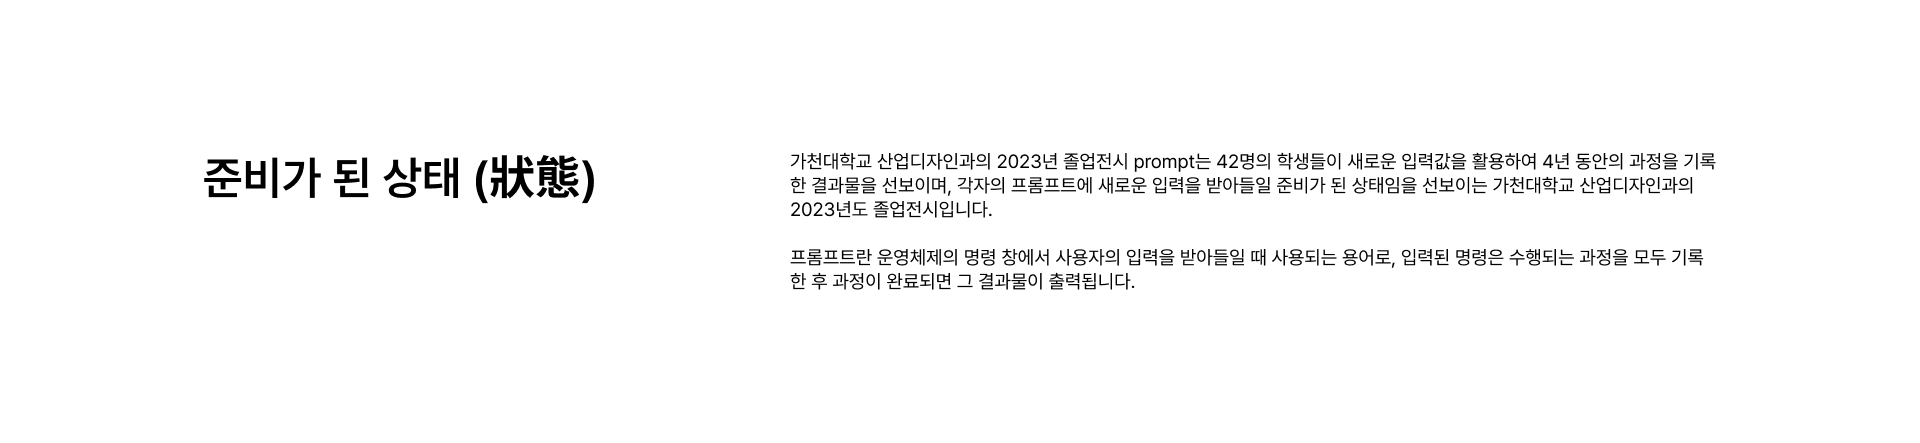 준비가 된 상태 (狀態)
가천대학교 산업디자인과의 2023년 졸업전시 prompt는 42명의 학생들이 새로운 입력값을 활용하여 4년 동안의 과정을 기록
한 결과물을 선보이며, 각자의 프롬프트에 새로운 입력을 받아들일 준비가 된 상태임을 선보이는 가천대학교 산업디자인과의
2023년도 졸업전시입니다.
프롬프트란 운영체제의 명령 창에서 사용자의 입력을 받아들일 때 사용되는 용어로, 입력된 명령은 수행되는 과정을 모두 기록
한 후 과정이 완료되면 그 결과물이 출력됩니다.